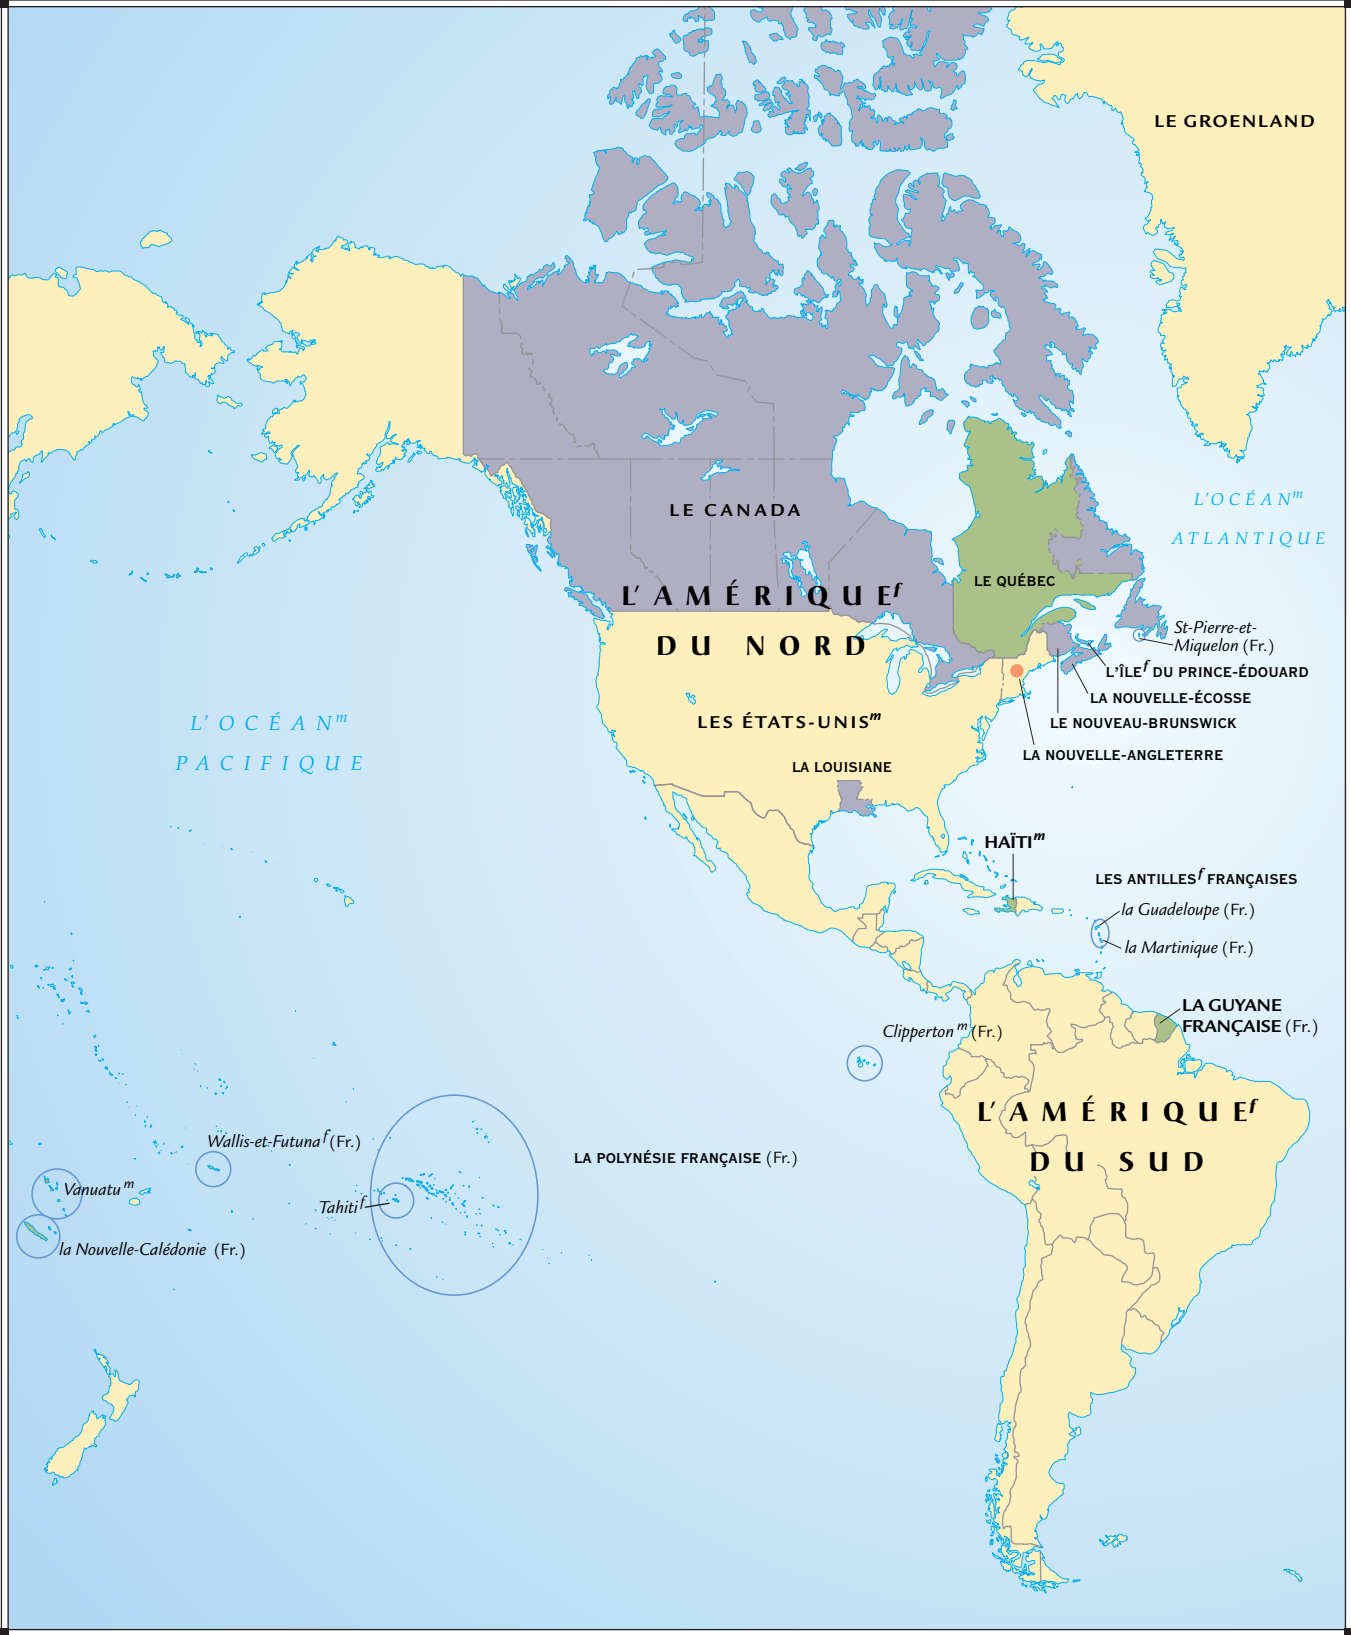 LE GROENLAND
L'OCÉANᵐ
ATLANTIQUE
LE CANADA
LE QUÉBEC
L'AMÉRIQUEᶠ
DU NORD
St-Pierre-et-
Miquelon (Fr.)
L'ÎLEᶠ DU PRINCE-ÉDOUARD
LA NOUVELLE-ÉCOSSE
LE NOUVEAU-BRUNSWICK
LA NOUVELLE-ANGLETERRE
LES ÉTATS-UNISᵐ
L'OCÉANᵐ
PACIFIQUE
LA LOUISIANE
HAÏTIᵐ
LES ANTILLESᶠ FRANÇAISES
la Guadeloupe (Fr.)
la Martinique (Fr.)
LA GUYANE
FRANÇAISE (Fr.)
Clippertonᵐ (Fr.)
L'AMÉRIQUEᶠ
DU SUD
Wallis-et-Futunaᶠ (Fr.)
LA POLYNÉSIE FRANÇAISE (Fr.)
Vanuatuᵐ
Tahitiᶠ
la Nouvelle-Calédonie (Fr.)